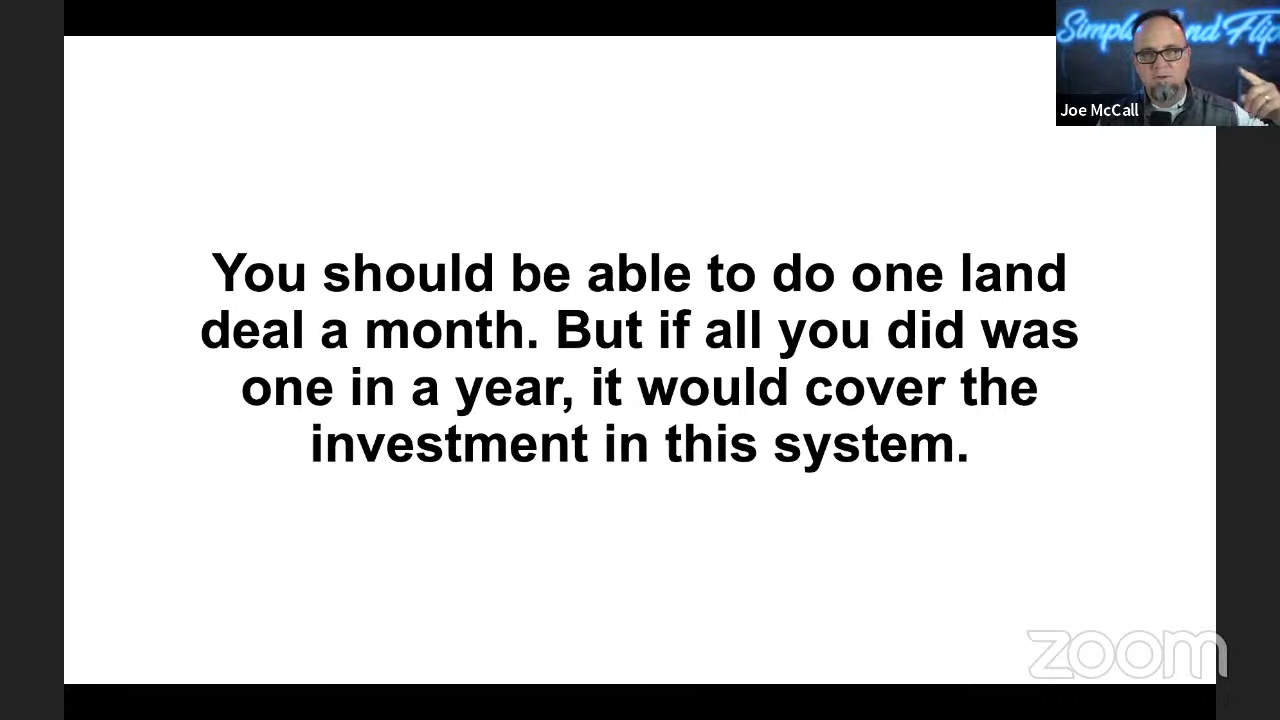 Joe McCall
You should be able to do one land
deal a month. But if all you did was
one in a year, it would cover the
investment in this system.
zoom